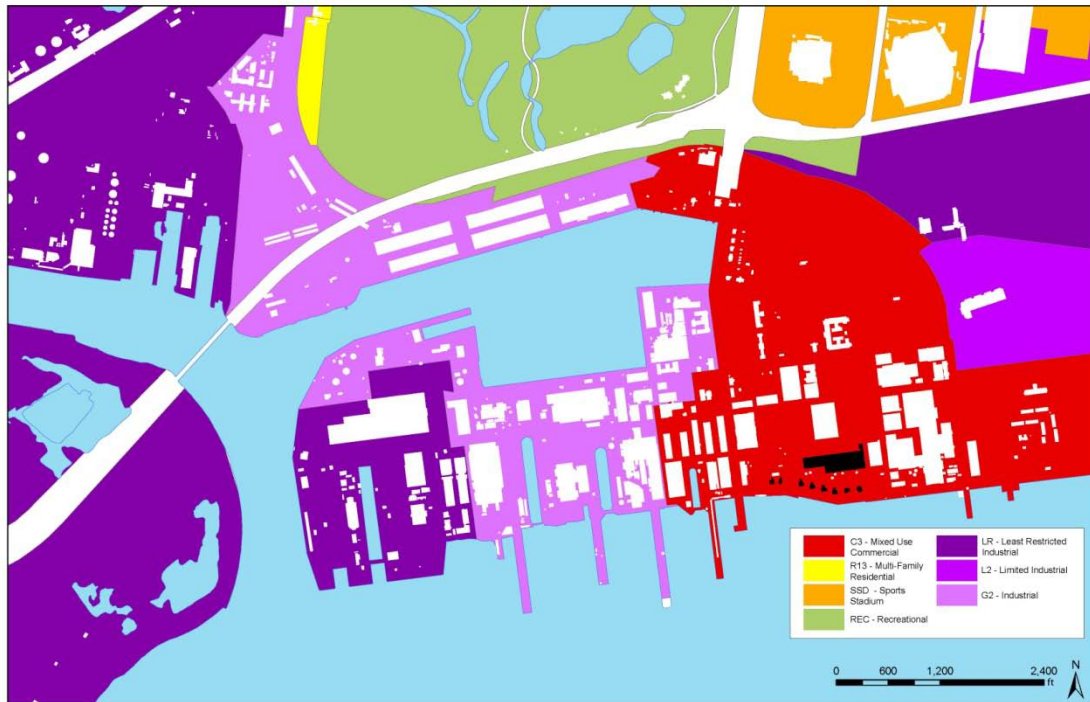 C3 - Mixed Use
Commercial
R13 - Multi-Family
Residential
SSD - Sports
Stadium
REC - Recreational
LR - Least Restricted
Industrial
L2 - Limited Industrial
G2 - Industrial
0 600 1,200 2,400
ft
N